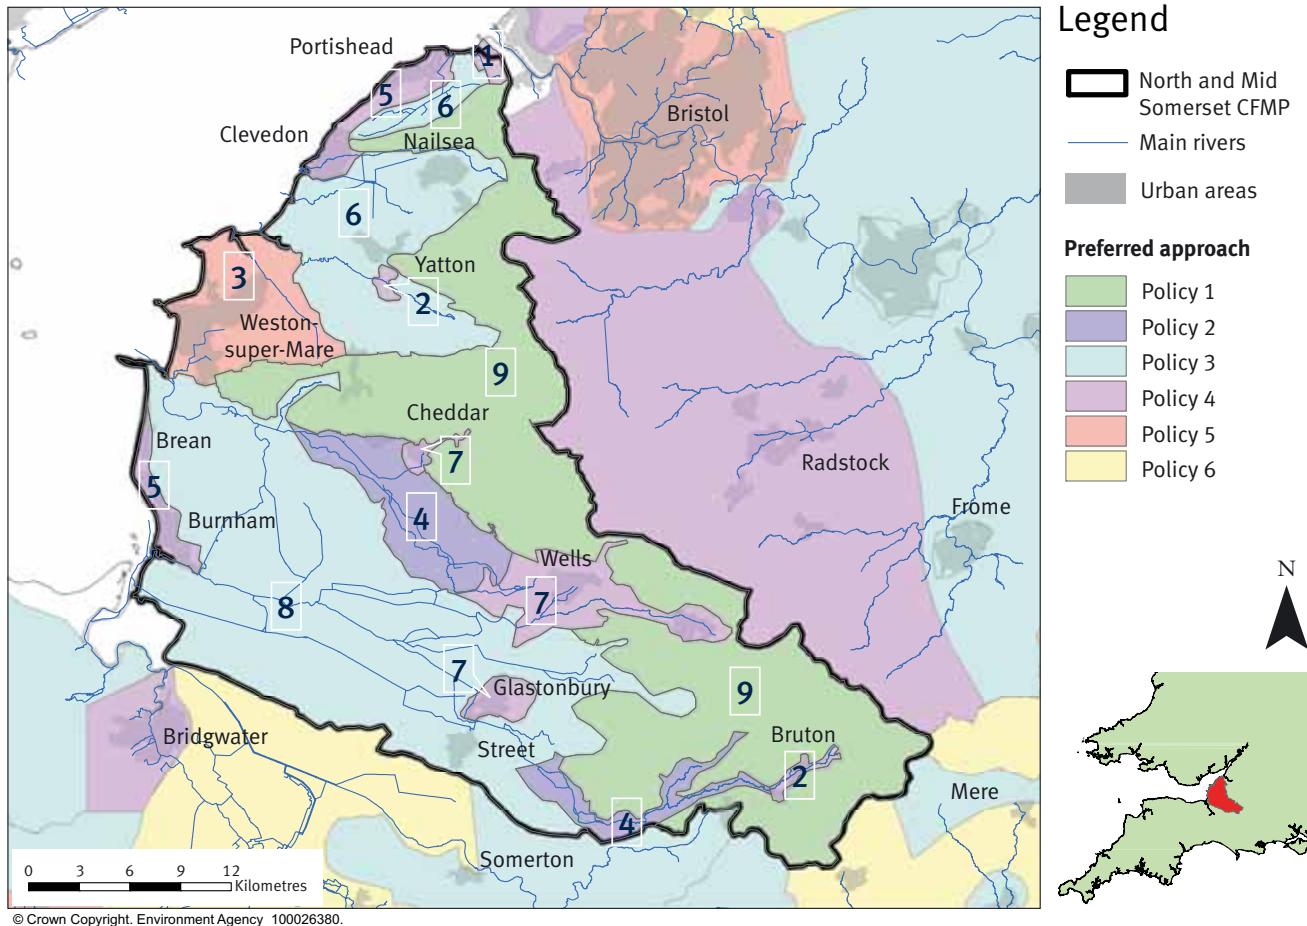 Portishead
1
5
6
Bristol
Clevedon
Nailsea
6
Yatton
3
2
Weston-
super-Mare
9
Cheddar
Brean
7
Radstock
5
4
Frome
Burnham
Wells
7
8
7
Glastonbury
9
Bridgwater
Street
Bruton
2
Mere
4
Somerton
0 3 6 9 12
Kilometres
© Crown Copyright. Environment Agency 100026380.
Legend
North and Mid
Somerset CFMP
Main rivers
Urban areas
Preferred approach
Policy 1
Policy 2
Policy 3
Policy 4
Policy 5
Policy 6
N